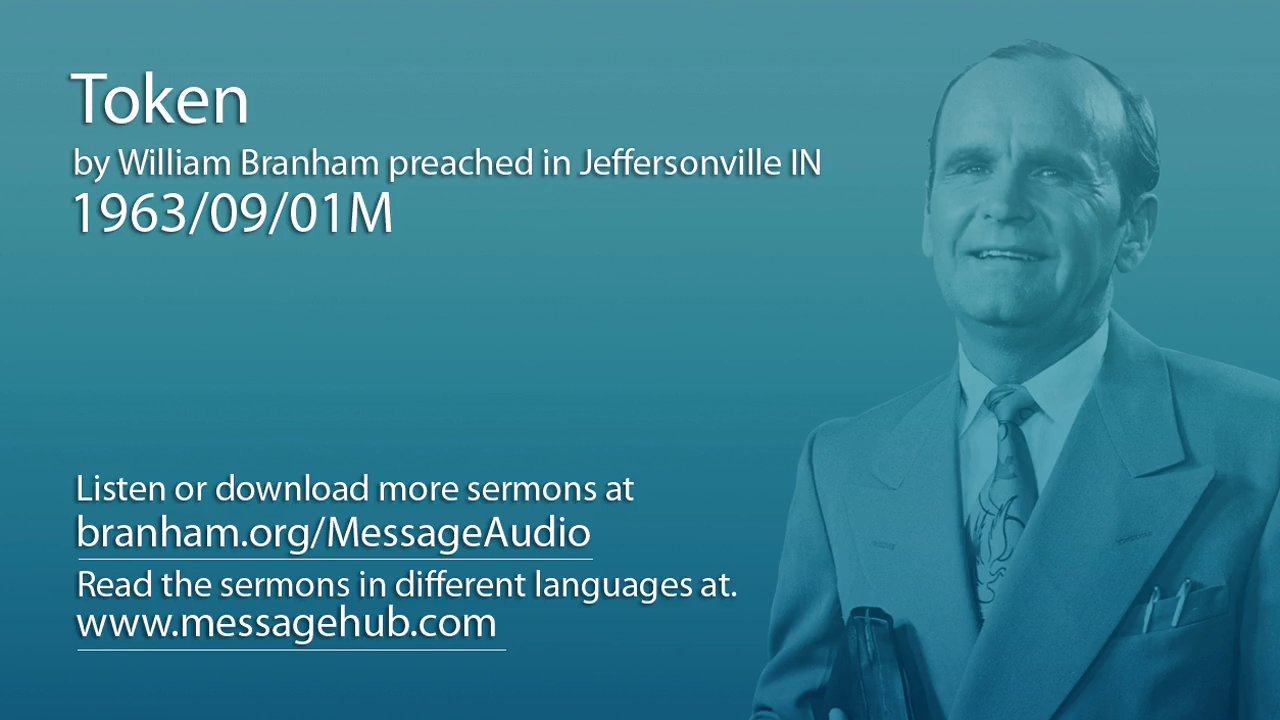 Token
by William Branham preached in Jeffersonville IN
1963/09/01M
Listen or download more sermons at
branham.org/MessageAudio
Read the sermons in different languages at.
www.messagehub.com